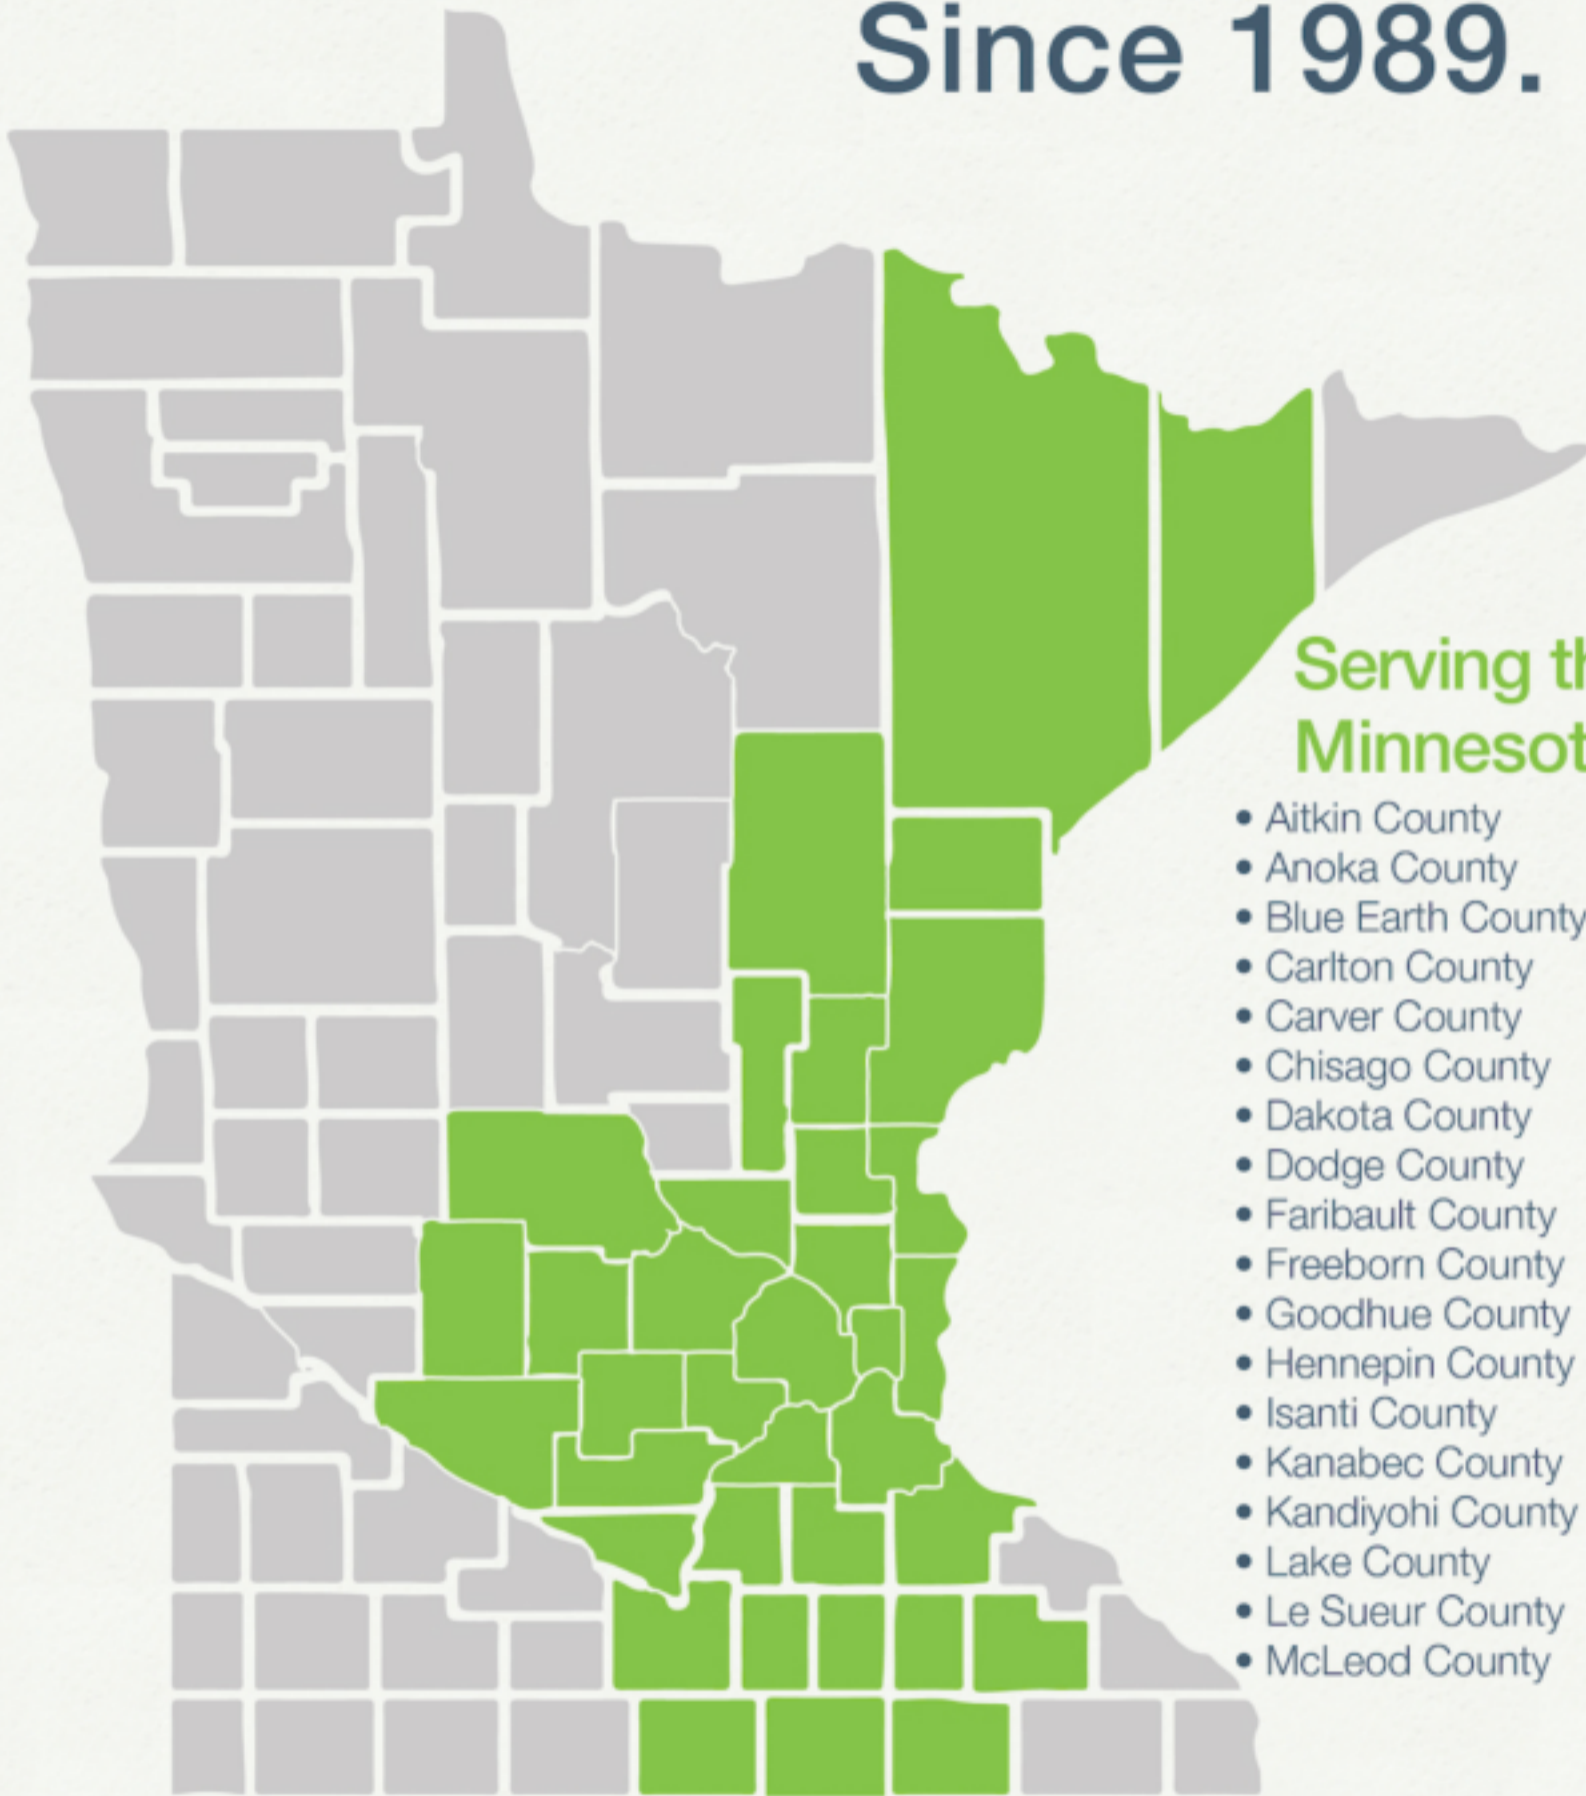 Since 1989.
Serving
Minnesot
• Aitkin County
• Anoka County
• Blue Earth County
• Carlton County
• Carver County
• Chisago County
• Dakota County
• Dodge County
• Faribault County
• Freeborn County
• Goodhue County
• Hennepin County
• Isanti County
• Kanabec County
• Kandiyohi County
• Lake County
• Le Sueur County
• McLeod County